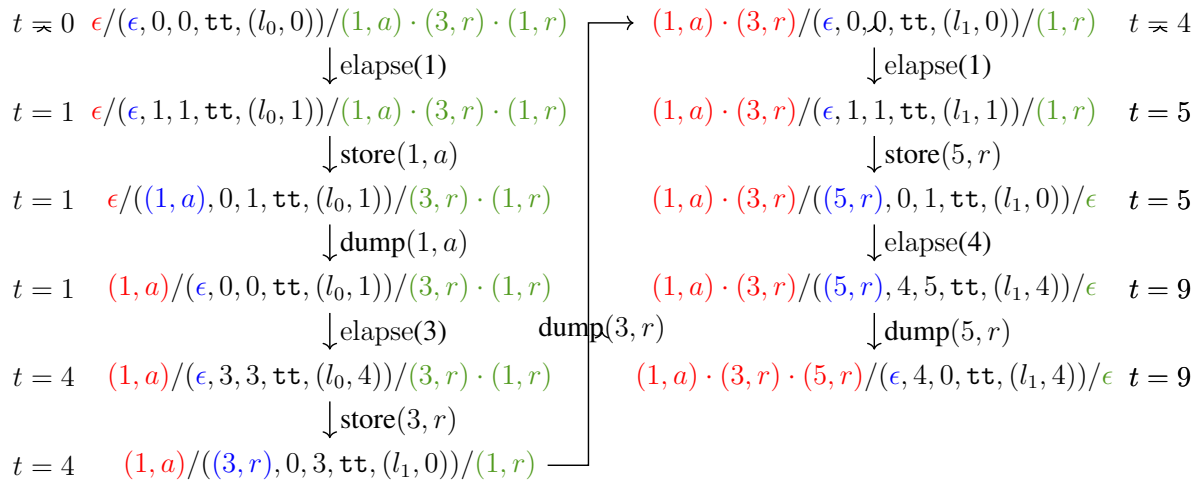 t = 0 ϵ/(ϵ, 0, 0, tt, (l₀, 0))/(1, a) · (3, r) · (1, r)
elapse(1)
t = 1 ϵ/(ϵ, 1, 1, tt, (l₀, 1))/(1, a) · (3, r) · (1, r)
store(1, a)
t = 1 ϵ/((1, a), 0, 1, tt, (l₀, 1))/(3, r) · (1, r)
dump(1, a)
t = 1 (1, a)/(ϵ, 0, 0, tt, (l₀, 1))/(3, r) · (1, r)
elapse(3)
t = 4 (1, a)/(ϵ, 3, 3, tt, (l₀, 4))/(3, r) · (1, r)
store(3, r)
t = 4 (1, a)/((3, r), 0, 3, tt, (l₁, 0))/(1, r)
dump(3, r)
(1, a) · (3, r)/(ϵ, 0, 0, tt, (l₁, 0))/(1, r) t = 4
elapse(1)
(1, a) · (3, r)/(ϵ, 1, 1, tt, (l₁, 1))/(1, r) t = 5
store(5, r)
(1, a) · (3, r)/((5, r), 0, 1, tt, (l₁, 0))/ϵ t = 5
elapse(4)
(1, a) · (3, r)/((5, r), 4, 5, tt, (l₁, 4))/ϵ t = 9
dump(5, r)
(1, a) · (3, r) · (5, r)/(ϵ, 4, 0, tt, (l₁, 4))/ϵ t = 9